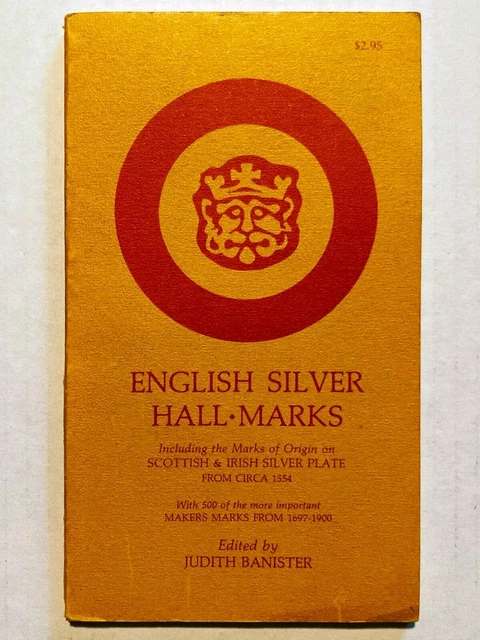 $2.95
ENGLISH SILVER
HALL·MARKS
Including the Marks of Origin on
SCOTTISH & IRISH SILVER PLATE
FROM CIRCA 1554
With 500 of the more important
MAKERS MARKS FROM 1697-1900
Edited by
JUDITH BANISTER